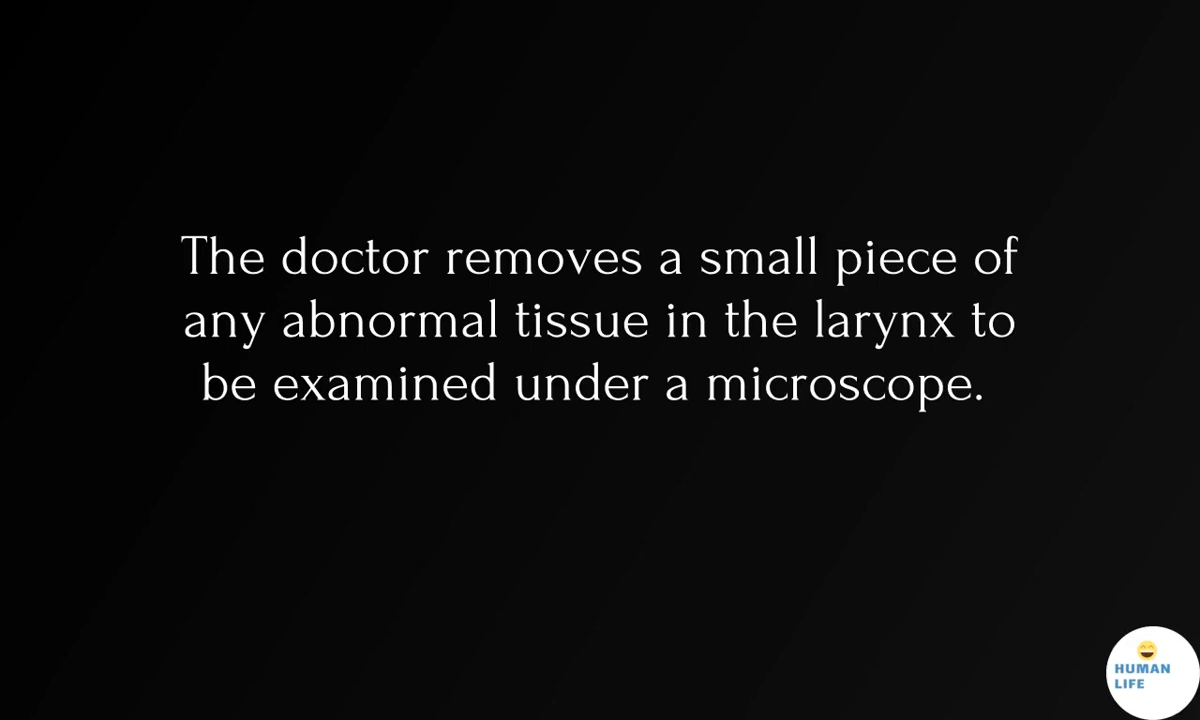 The doctor removes a small piece of
any abnormal tissue in the larynx to
be examined under a microscope.
HUMAN
LIFE